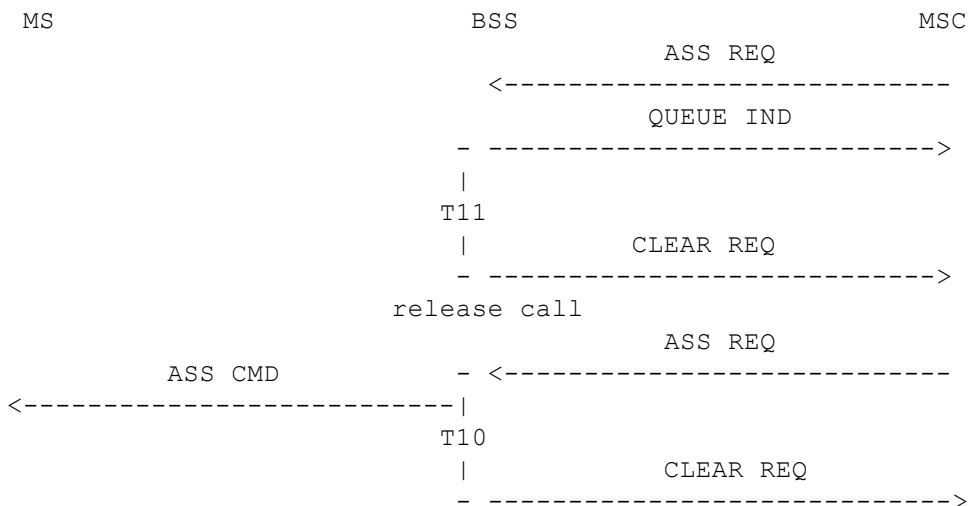 MS BSS MSC
ASS REQ
<----------------------------
QUEUE IND
- ---------------------------->
|
T11
| CLEAR REQ
- ---------------------------->
release call
ASS REQ
ASS CMD - <----------------------------
<---------------------------|
T10
| CLEAR REQ
- ----------------------------->